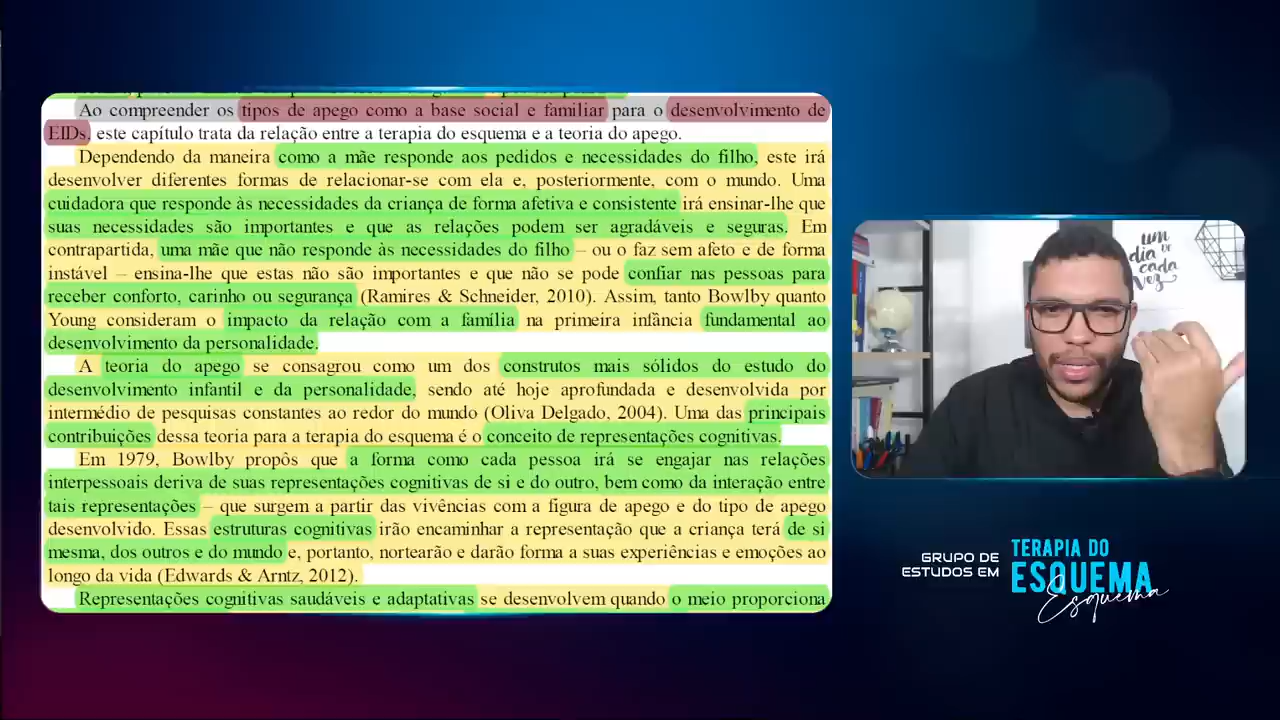 Ao compreender os tipos de apego como a base social e familiar para o desenvolvimento de
EIDs, este capítulo trata da relação entre a terapia do esquema e a teoria do apego.
Dependendo da maneira como a mãe responde aos pedidos e necessidades do filho, este irá
desenvolver diferentes formas de relacionar-se com ela e, posteriormente, com o mundo. Uma
cuidadora que responde às necessidades da criança de forma afetiva e consistente irá ensinar-lhe que
suas necessidades são importantes e que as relações podem ser agradáveis e seguras. Em
contrapartida, uma mãe que não responde às necessidades do filho – ou o faz sem afeto e de forma
instável – ensina-lhe que estas não são importantes e que não se pode confiar nas pessoas para
receber conforto, carinho ou segurança (Ramires & Schneider, 2010). Assim, tanto Bowlby quanto
Young consideram o impacto da relação com a família na primeira infância fundamental ao
desenvolvimento da personalidade.
A teoria do apego se consagrou como um dos construtos mais sólidos do estudo do
desenvolvimento infantil e da personalidade, sendo até hoje aprofundada e desenvolvida por
intermédio de pesquisas constantes ao redor do mundo (Oliva Delgado, 2004). Uma das principais
contribuições dessa teoria para a terapia do esquema é o conceito de representações cognitivas.
Em 1979, Bowlby propôs que a forma como cada pessoa irá se engajar nas relações
interpessoais deriva de suas representações cognitivas de si e do outro, bem como da interação entre
tais representações – que surgem a partir das vivências com a figura de apego e do tipo de apego
desenvolvido. Essas estruturas cognitivas irão encaminhar a representação que a criança terá de si
mesma, dos outros e do mundo e, portanto, nortearão e darão forma a suas experiências e emoções ao
longo da vida (Edwards & Arntz, 2012).
Representações cognitivas saudáveis e adaptativas se desenvolvem quando o meio proporciona
um
dia DE
cada
vez
GRUPO DE
ESTUDOS EM
TERAPIA DO
ESQUEMA
Esquema